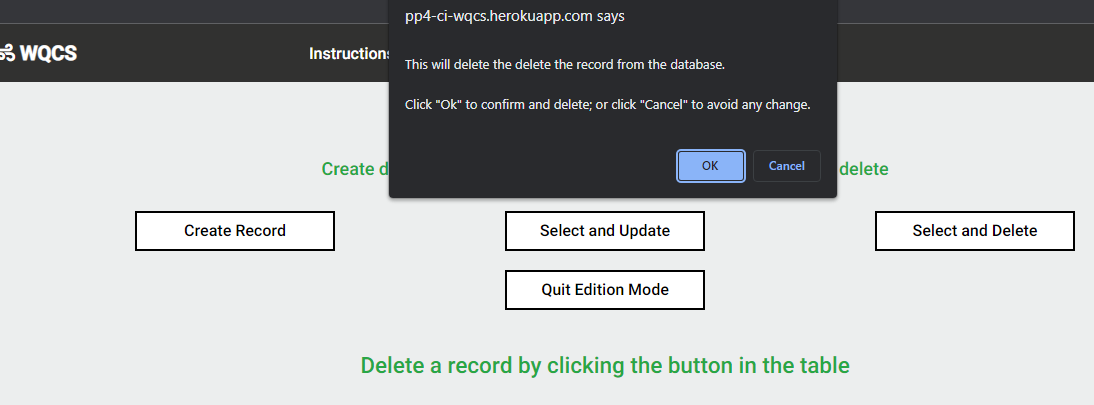 pp4-ci-wqcs.herokuapp.com says
WQCS
Instructions
This will delete the delete the record from the database.
Click "Ok" to confirm and delete; or click "Cancel" to avoid any change.
OK
Cancel
Create d
delete
Create Record
Select and Update
Select and Delete
Quit Edition Mode
Delete a record by clicking the button in the table